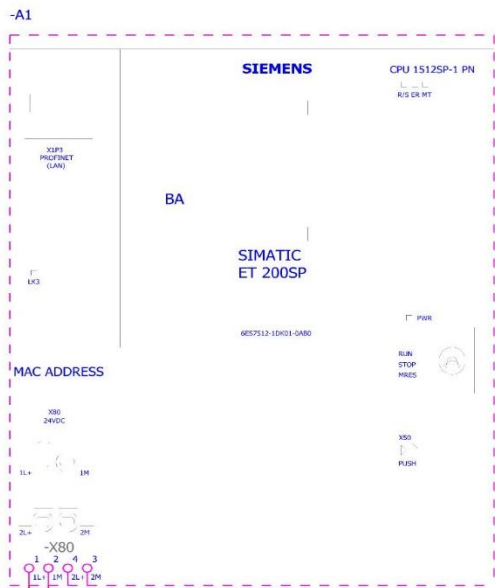 -A1
SIEMENS
CPU 1512SP-1 PN
R/S ER MT
X1P3
PROFINET
(LAN)
BA
SIMATIC
ET 200SP
LK3
PWR
6ES7512-1DK01-0AB0
RUN
STOP
MRES
MAC ADDRESS
X80
24VDC
X50
PUSH
1L+ 1M
2L+ 2M
-X80
1 2 4 3
1L+ 1M 2L+ 2M